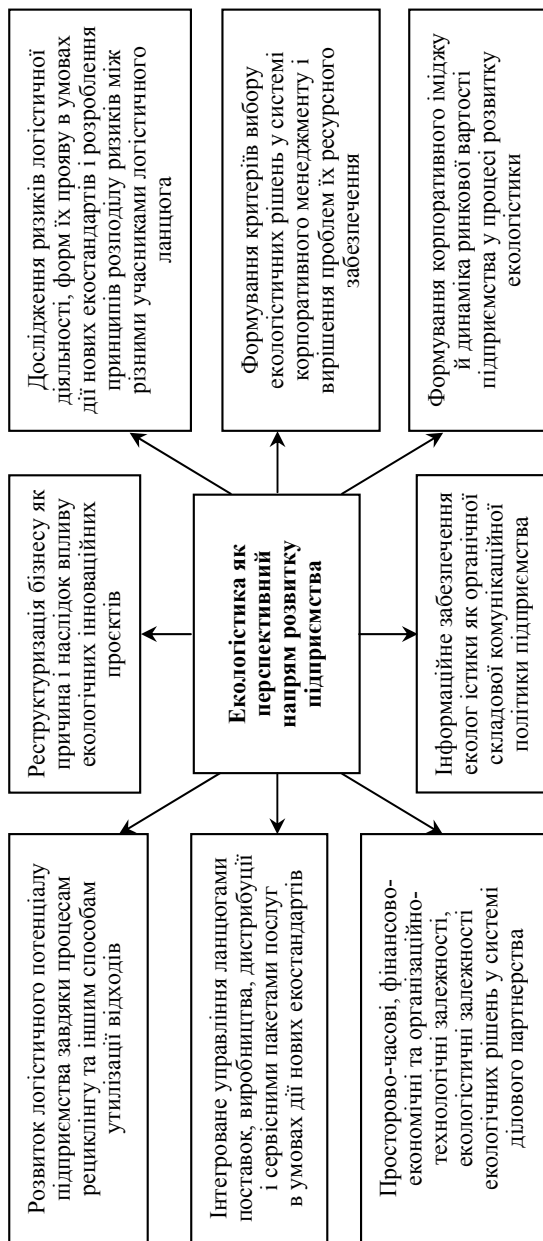 Розвиток логістичного потенціалу
підприємства завдяки процесам
рециклінгу та іншим способам
утилізації відходів
Реструктуризація бізнесу як
причина і наслідок впливу
екологічних інноваційних
проєктів
Дослідження ризиків логістичної
діяльності, форм їх прояву в умовах
дії нових екостандартів і розроблення
принципів розподілу ризиків між
різними учасниками логістичного
ланцюга
Інтегроване управління ланцюгами
поставок, виробництва, дистрибуції
і сервісними пакетами послуг
в умовах дії нових екостандартів
Екологістика як
перспективний
напрям розвитку
підприємства
Формування критеріїв вибору
екологістичних рішень у системі
корпоративного менеджменту і
вирішення проблем їх ресурсного
забезпечення
Просторово-часові, фінансово-
економічні та організаційно-
технологічні залежності,
екологістичні залежності
екологічних рішень у системі
ділового партнерства
Інформаційне забезпечення
еколог істики як органічної
складової комунікаційної
політики підприємства
Формування корпоративного іміджу
й динаміка ринкової вартості
підприємства у процесі розвитку
екологістики